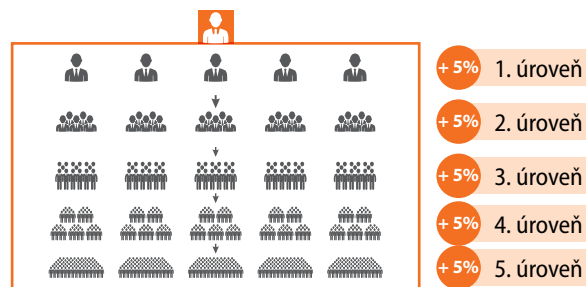 + 5% 1. úroveň
+ 5% 2. úroveň
+ 5% 3. úroveň
+ 5% 4. úroveň
+ 5% 5. úroveň